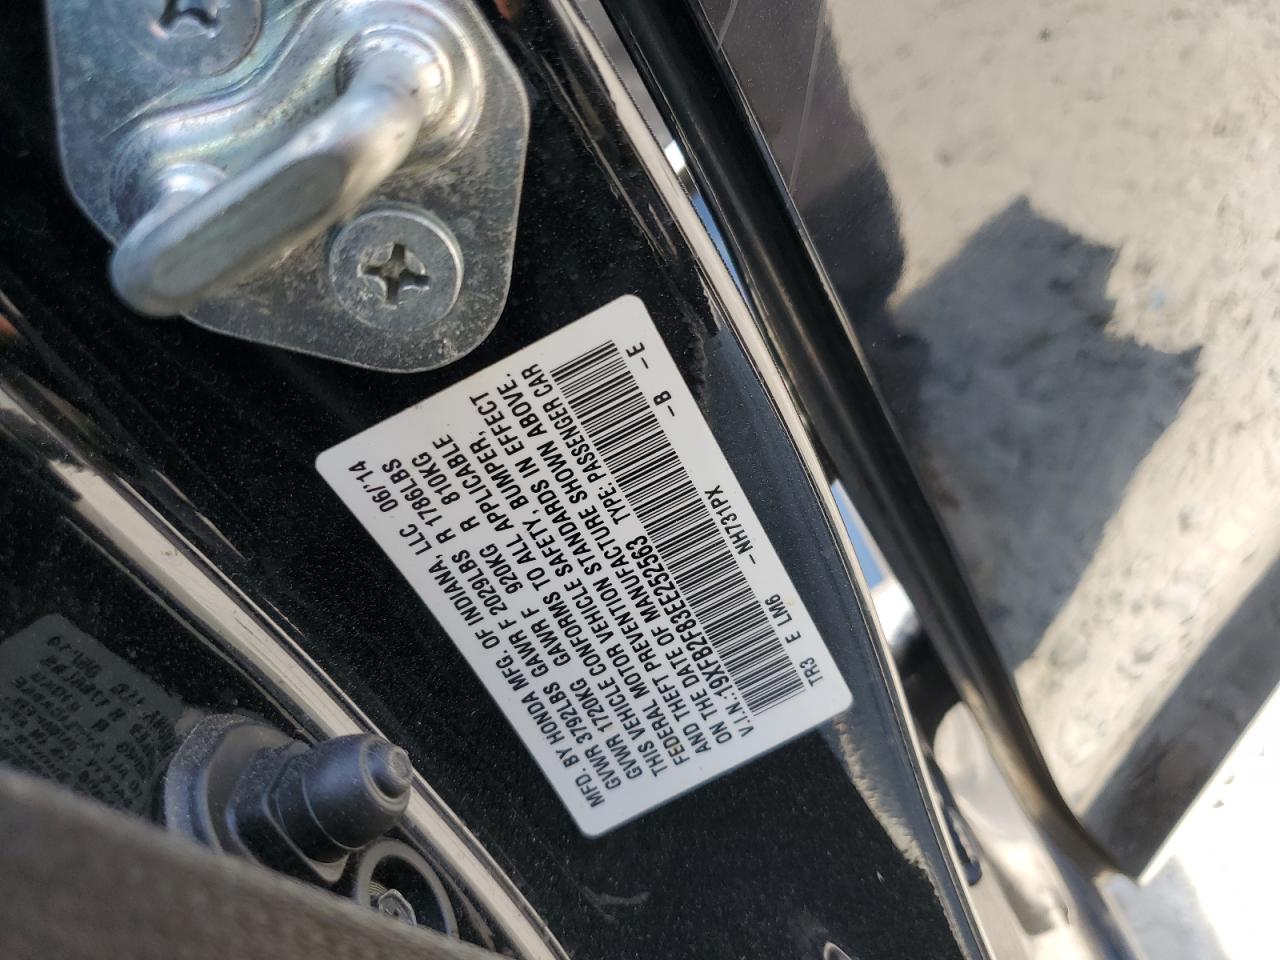 MFD. BY HONDA MFG. OF INDIANA, LLC 06/'14
GVWR 3792LBS GAWR F 2029LBS R 1786LBS
GVWR 1720KG GAWR F 920KG R 810KG
THIS VEHICLE CONFORMS TO ALL APPLICABLE
FEDERAL MOTOR VEHICLE SAFETY, BUMPER,
AND THEFT PREVENTION STANDARDS IN EFFECT
ON THE DATE OF MANUFACTURE SHOWN ABOVE.
V.I.N.:19XFB2F83EE252563 TYPE: PASSENGER CAR
TR3 E LM6 -NH731PX -B -E